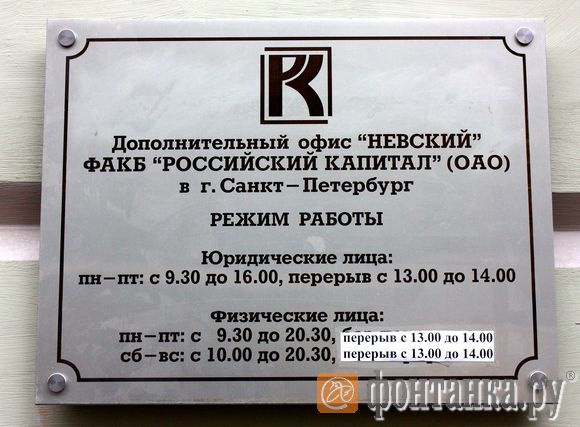 РК
Дополнительный офис "НЕВСКИЙ"
ФАКБ "РОССИЙСКИЙ КАПИТАЛ" (ОАО)
в г. Санкт–Петербург
РЕЖИМ РАБОТЫ
Юридические лица:
пн–пт: с 9.30 до 16.00, перерыв с 13.00 до 14.00
Физические лица:
пн–пт: с 9.30 до 20.30, перерыв с 13.00 до 14.00
сб–вс: с 10.00 до 20.30, перерыв с 13.00 до 14.00
фонтанка.ру®